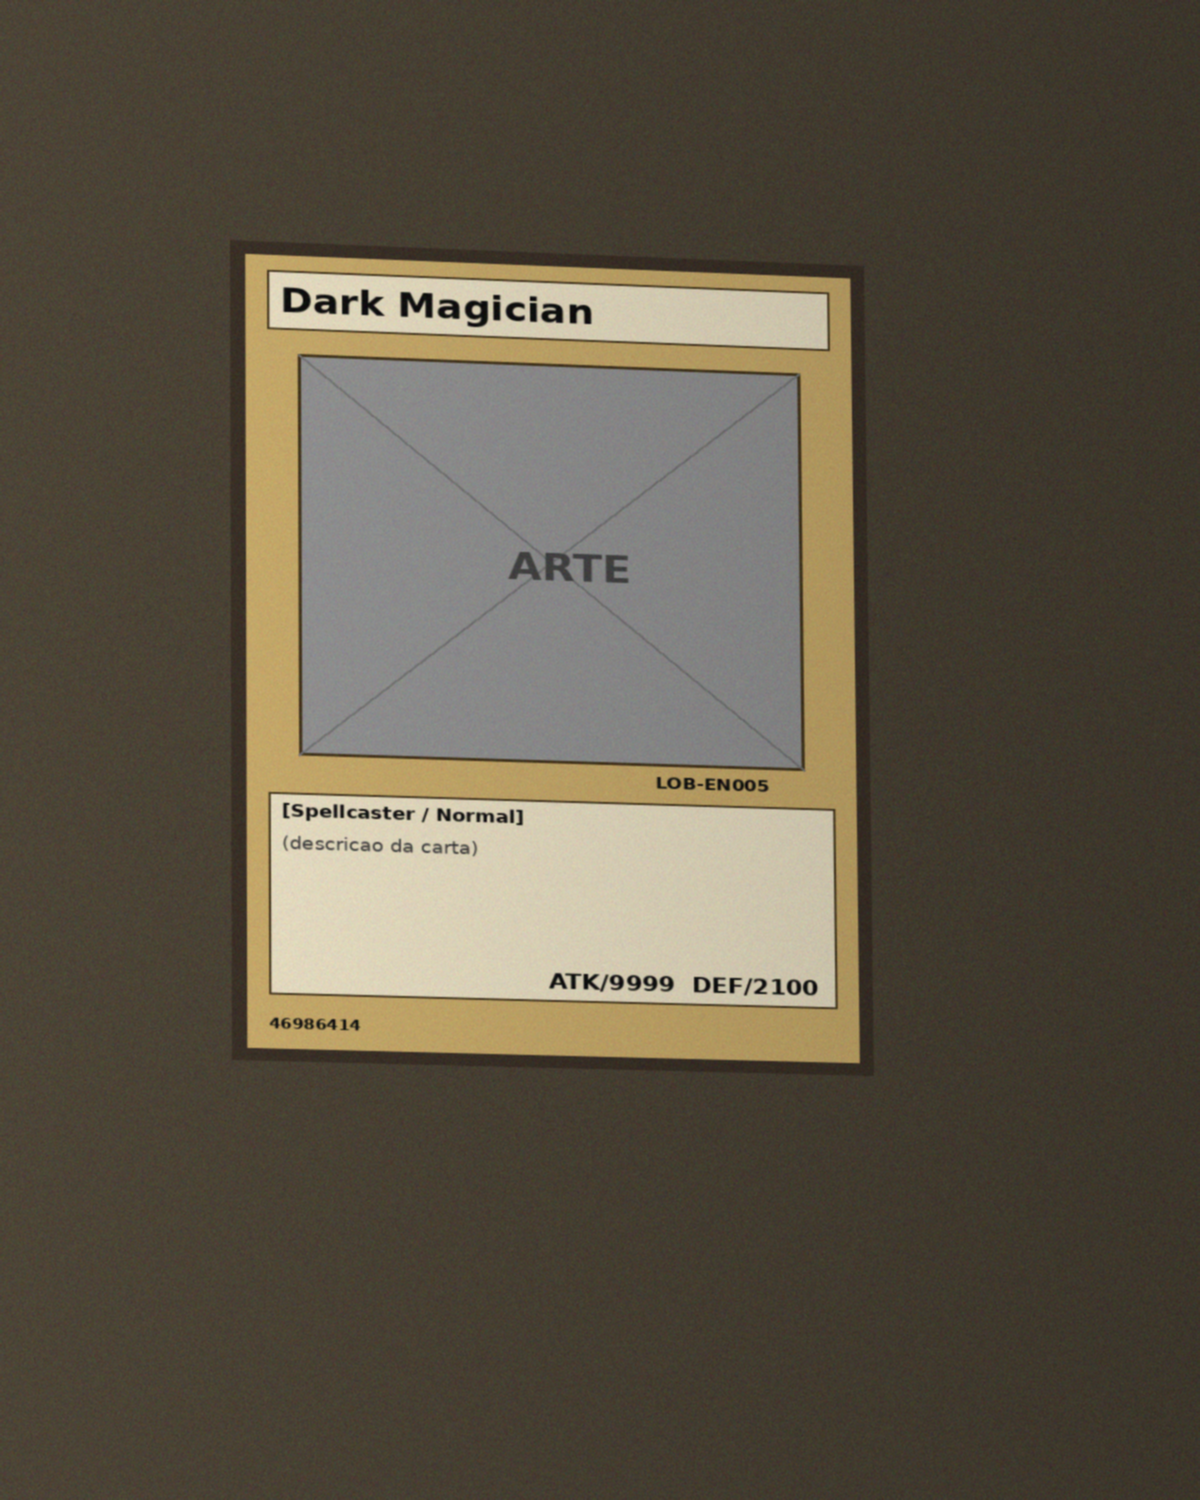 Dark Magician
ARTE
LOB-EN005
[Spellcaster / Normal]
(descricao da carta)
ATK/9999 DEF/2100
46986414